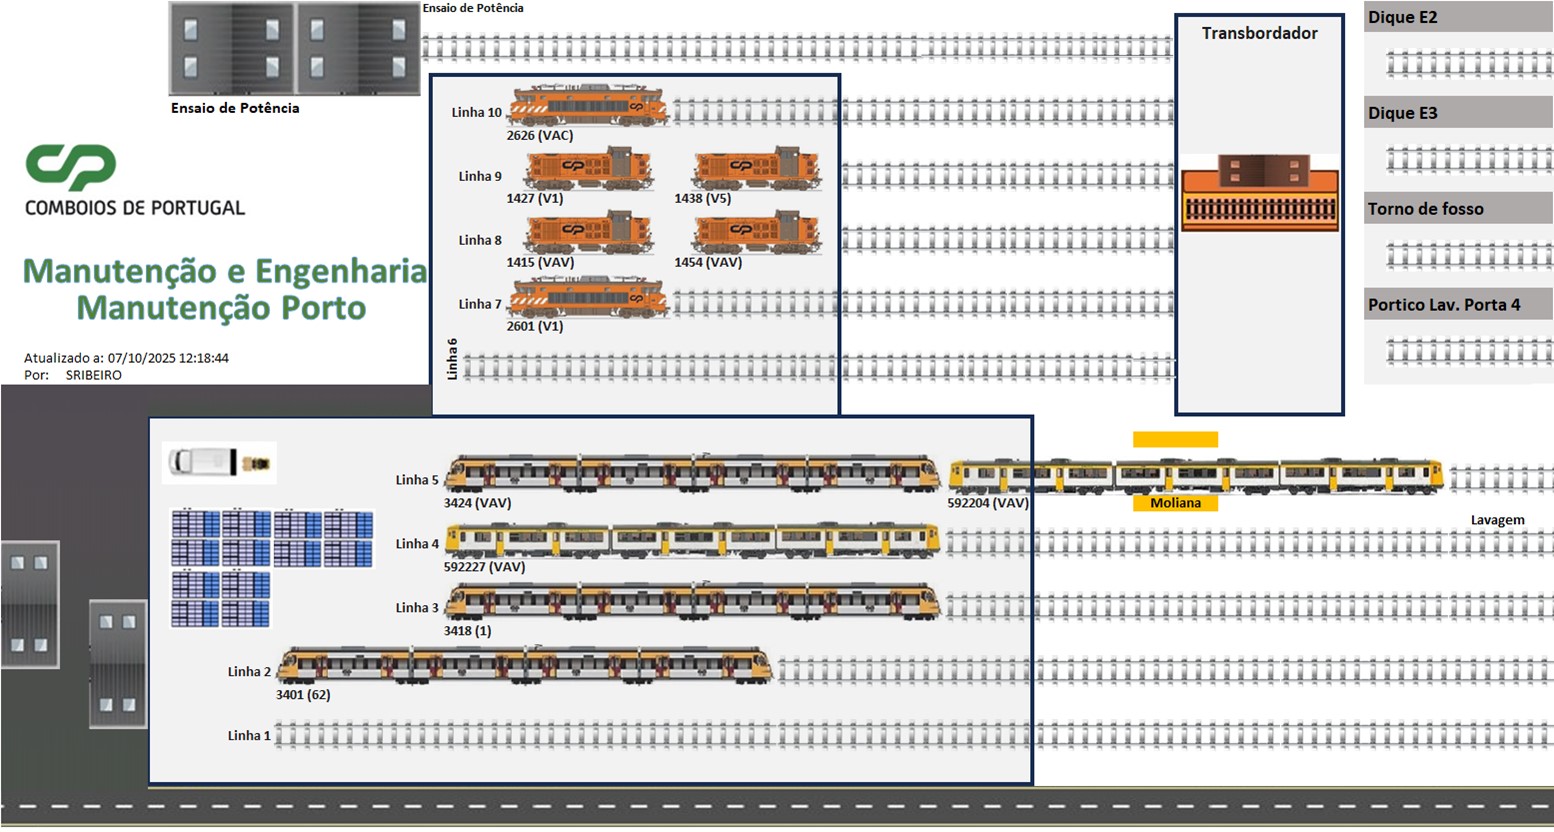 Ensaio de Potência
Ensaio de Potência
CP
COMBOIOS DE PORTUGAL
Manutenção e Engenharia
Manutenção Porto
Atualizado a: 07/10/2025 12:18:44
Por: SRIBEIRO
Linha 10
2626 (VAC)
Linha 9
1427 (V1)
1438 (V5)
Linha 8
1415 (VAV)
1454 (VAV)
Linha 7
2601 (V1)
Linha 6
Transbordador
Dique E2
Dique E3
Torno de fosso
Portico Lav. Porta 4
Linha 5
3424 (VAV)
592204 (VAV)
Moliana
Lavagem
Linha 4
592227 (VAV)
Linha 3
3418 (1)
Linha 2
3401 (62)
Linha 1